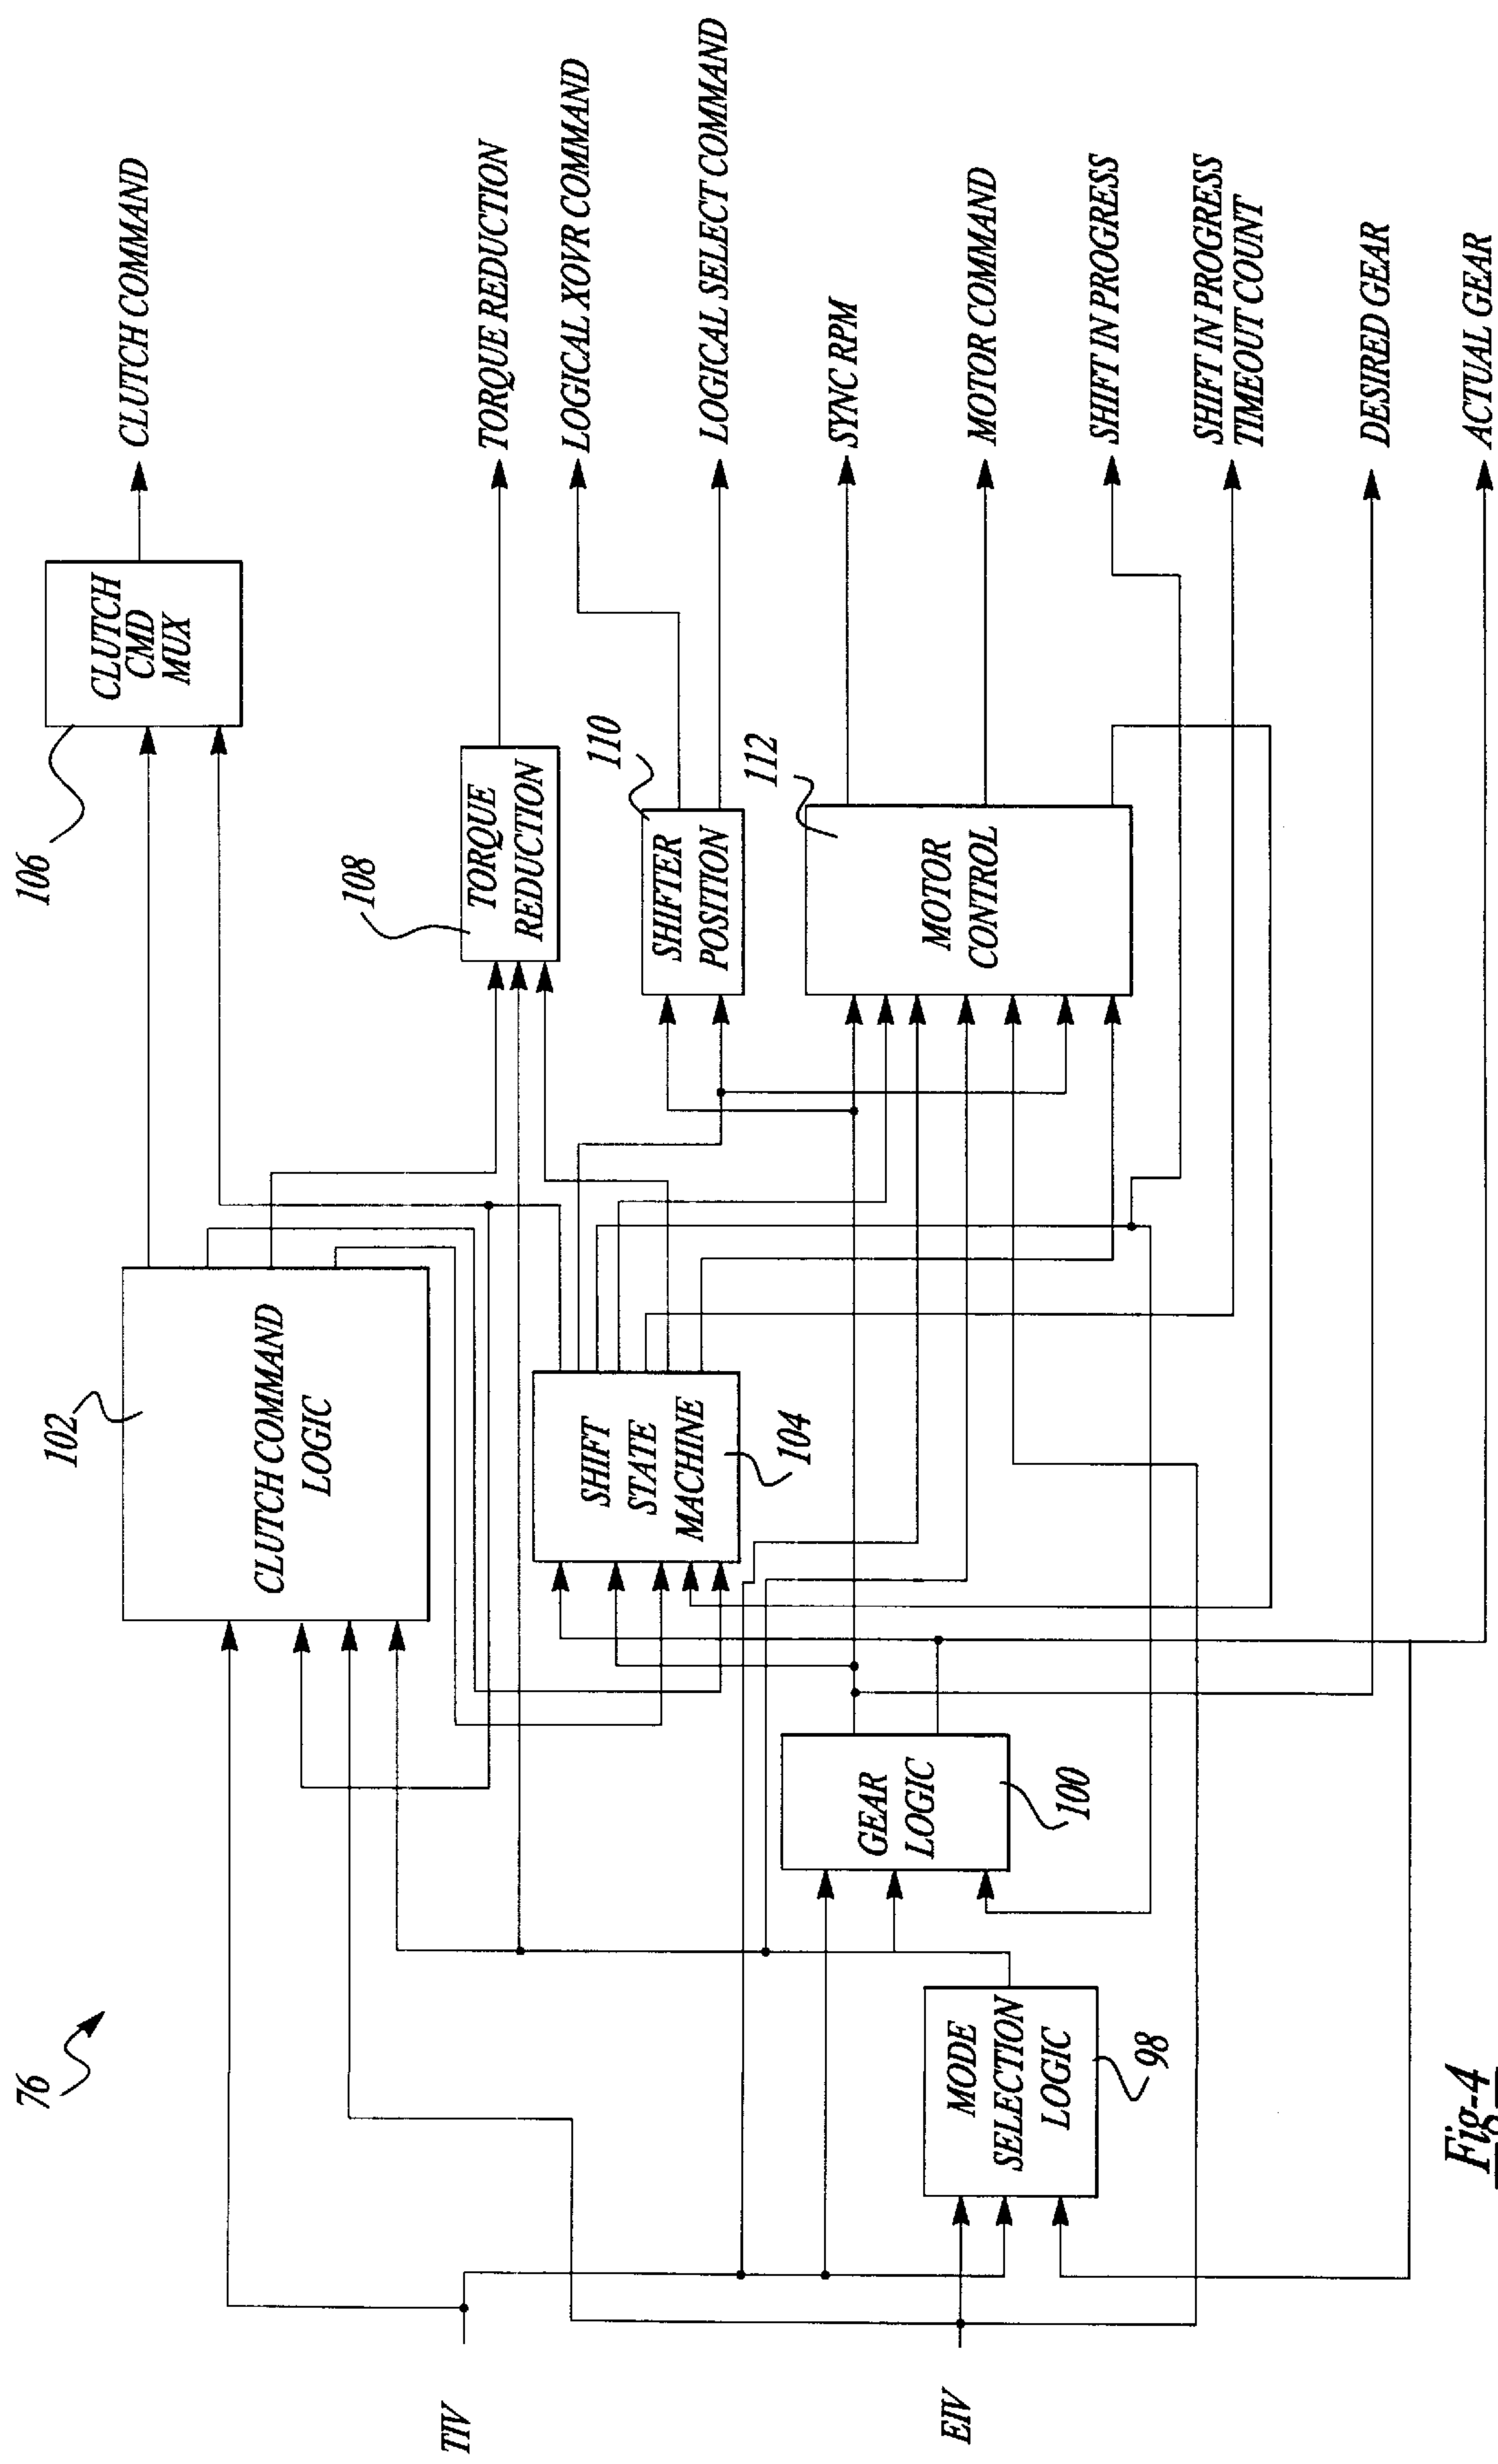 76
TIV
EIV
MODE
SELECTION
LOGIC
98
GEAR
LOGIC
100
102
CLUTCH COMMAND
LOGIC
SHIFT
STATE
MACHINE
104
106
CLUTCH
CMD
MUX
108
TORQUE
REDUCTION
110
SHIFTER
POSITION
112
MOTOR
CONTROL
CLUTCH COMMAND
TORQUE REDUCTION
LOGICAL XOVR COMMAND
LOGICAL SELECT COMMAND
SYNC RPM
MOTOR COMMAND
SHIFT IN PROGRESS
SHIFT IN PROGRESS
TIMEOUT COUNT
DESIRED GEAR
ACTUAL GEAR
Fig-4